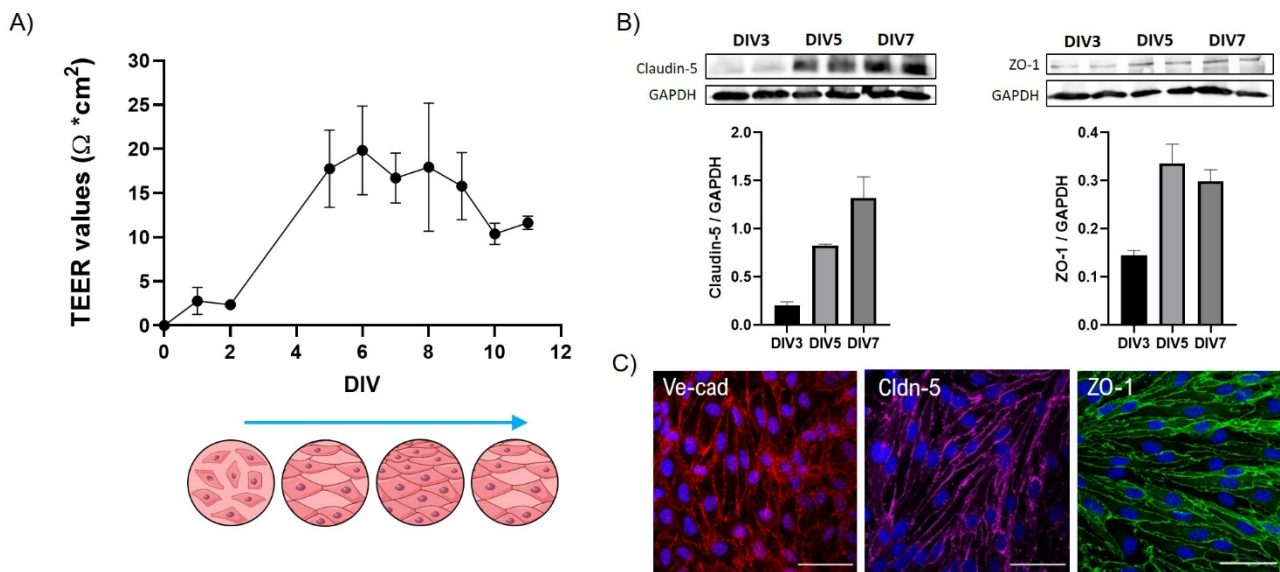 A)
TEER values (Ω *cm2)
30
25
20
15
10
5
0
0 2 4 6 8 10 12
DIV
B)
DIV3 DIV5 DIV7
Claudin-5
GAPDH
Claudin-5 / GAPDH
2.0
1.5
1.0
0.5
0.0
DIV3 DIV5 DIV7
DIV3 DIV5 DIV7
ZO-1
GAPDH
ZO-1 / GAPDH
0.4
0.3
0.2
0.1
0.0
DIV3 DIV5 DIV7
C)
Ve-cad
Cldn-5
ZO-1